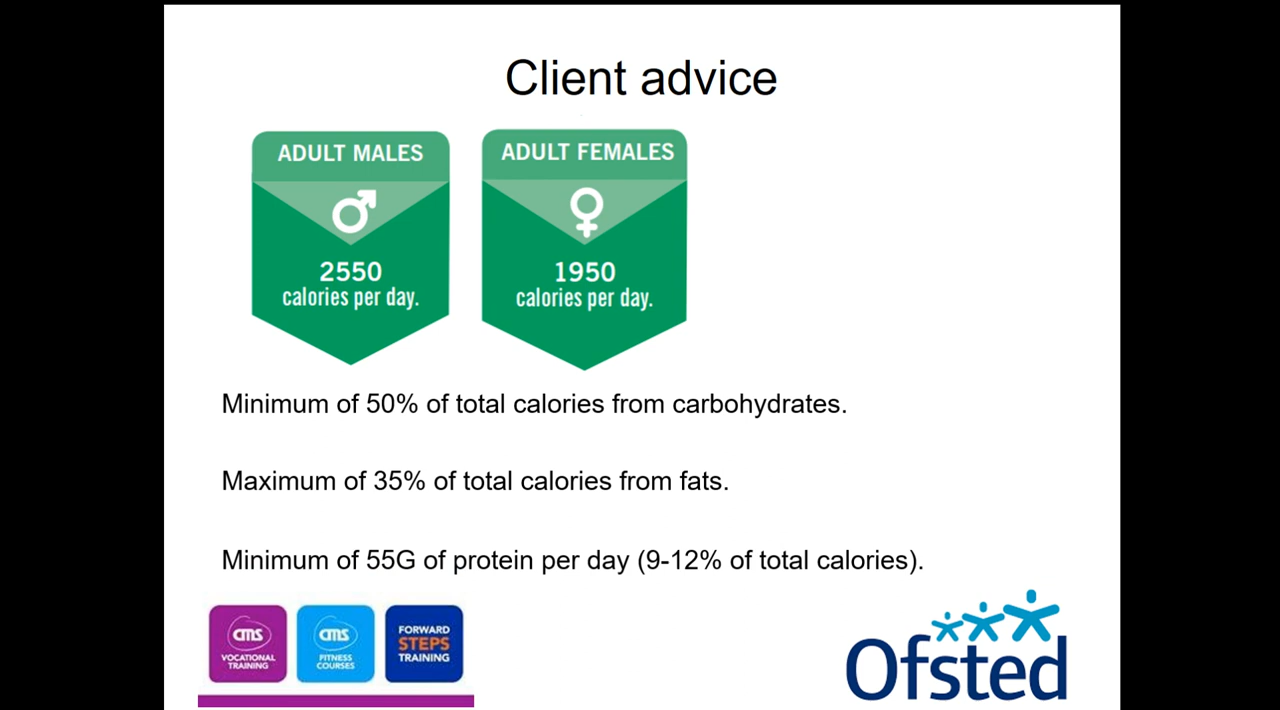 Client advice
ADULT MALES
2550
calories per day.
ADULT FEMALES
1950
calories per day.
Minimum of 50% of total calories from carbohydrates.
Maximum of 35% of total calories from fats.
Minimum of 55G of protein per day (9-12% of total calories).
cms
VOCATIONAL
TRAINING
cms
FITNESS
COURSES
FORWARD
STEPS
TRAINING
Ofsted